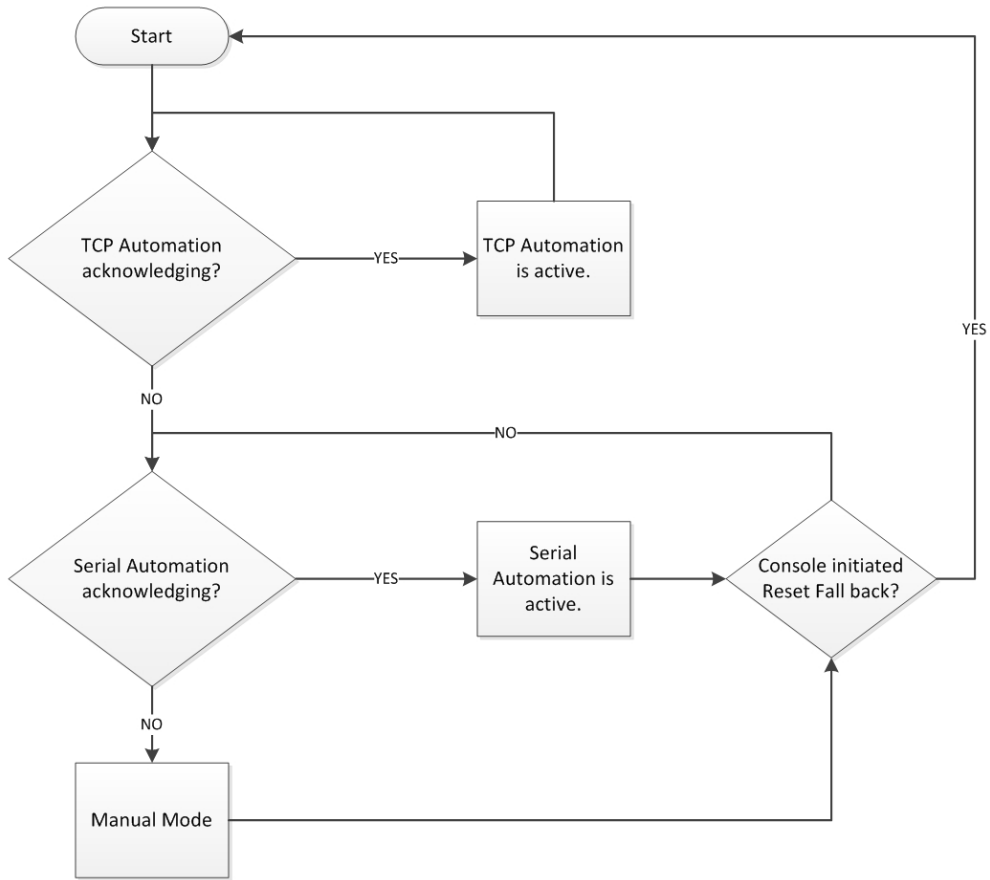 Start
TCP Automation
acknowledging?
YES
TCP Automation
is active.
YES
NO
NO
Serial Automation
acknowledging?
YES
Serial
Automation is
active.
Console initiated
Reset Fall back?
NO
Manual Mode